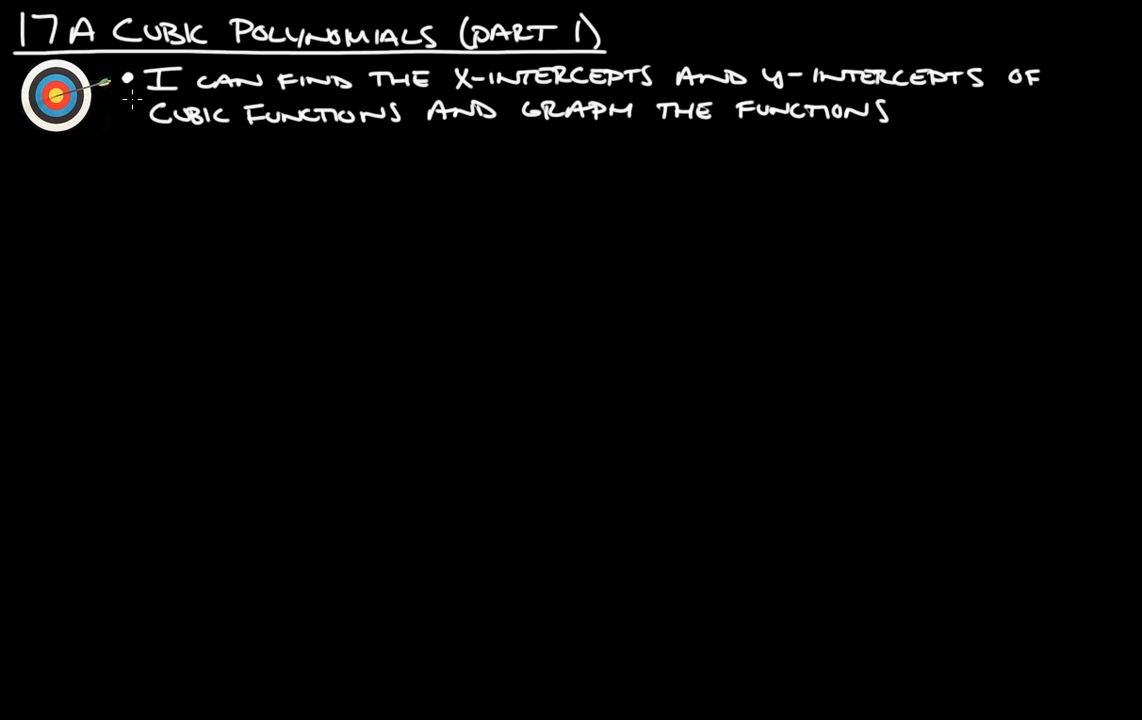 17A CUBIC POLYNOMIALS (PART 1)
• I CAN FIND THE X-INTERCEPTS AND Y-INTERCEPTS OF
CUBIC FUNCTIONS AND GRAPH THE FUNCTIONS